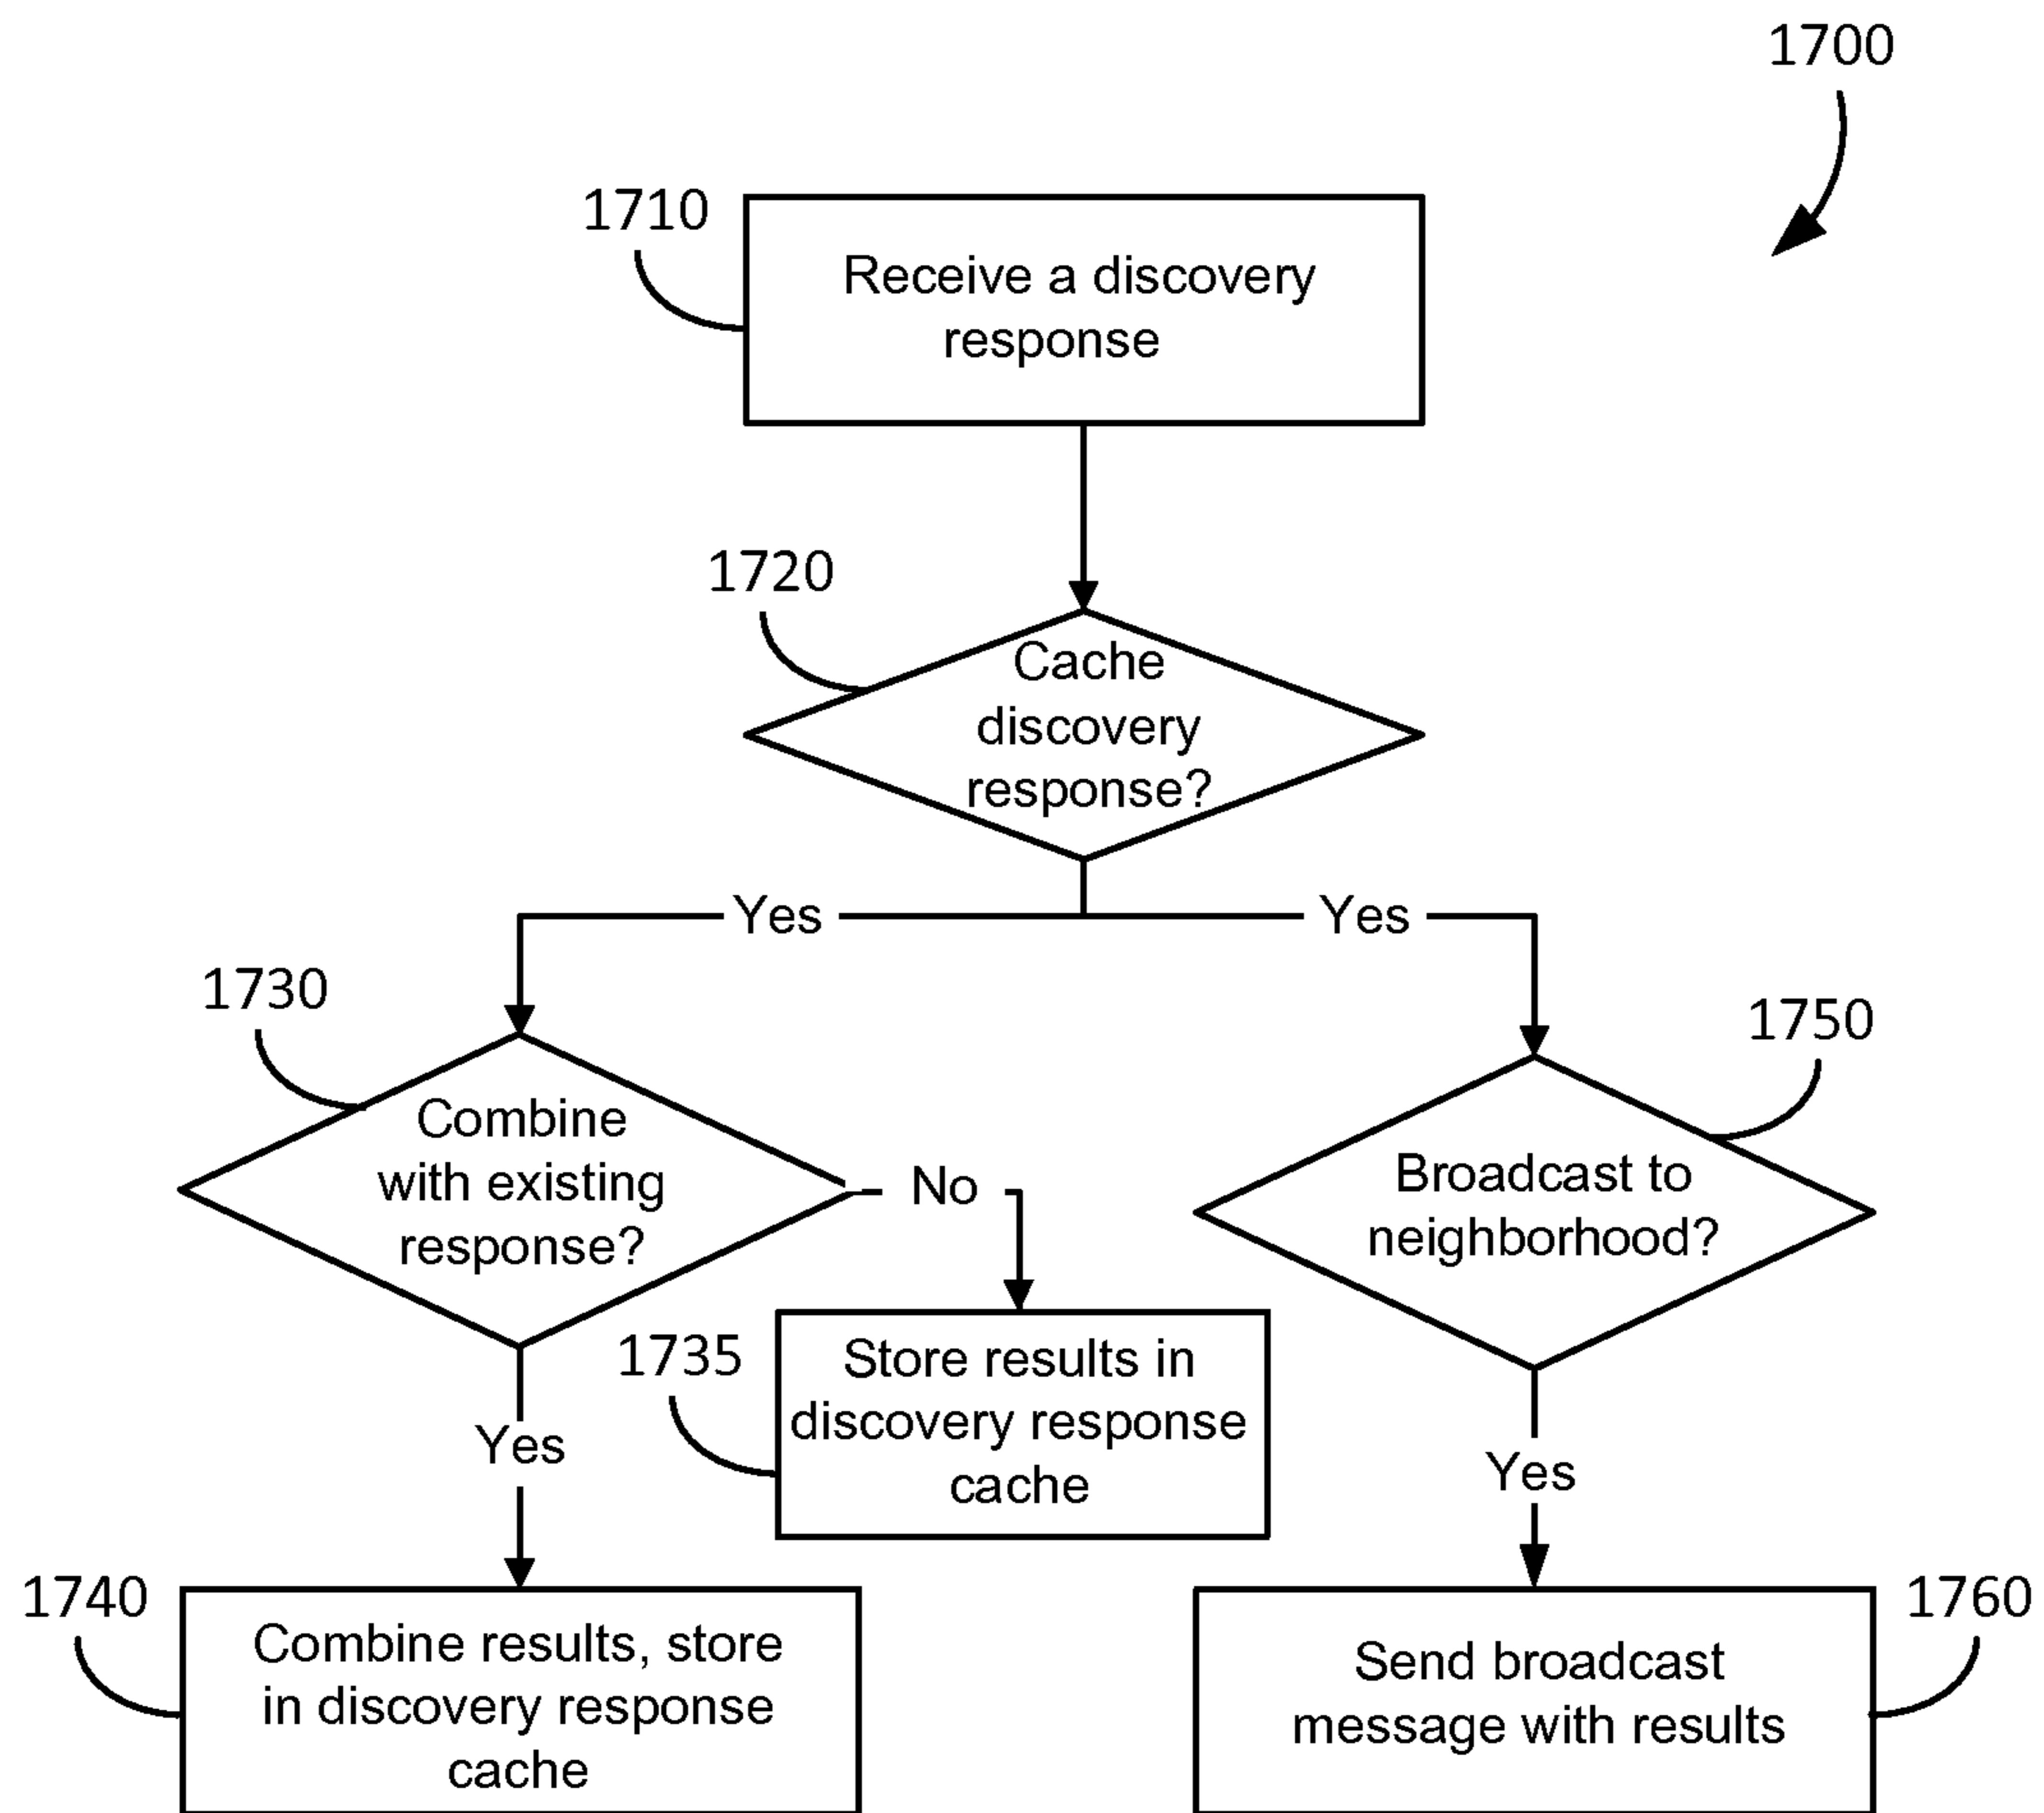 1700
1710
Receive a discovery
response
1720
Cache
discovery
response?
Yes
Yes
1730
Combine
with existing
response?
No
1750
Broadcast to
neighborhood?
1735
Store results in
discovery response
cache
Yes
Yes
1740
Combine results, store
in discovery response
cache
1760
Send broadcast
message with results